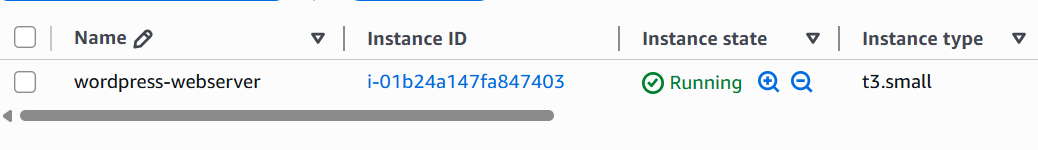 Name Instance ID Instance state Instance type
wordpress-webserver i-01b24a147fa847403 Running t3.small